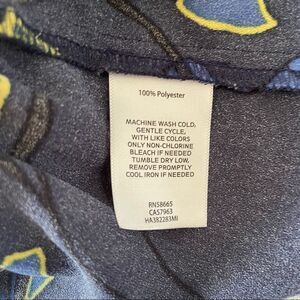 100% Polyester
MACHINE WASH COLD,
GENTLE CYCLE,
WITH LIKE COLORS
ONLY NON-CHLORINE
BLEACH IF NEEDED
TUMBLE DRY LOW,
REMOVE PROMPTLY
COOL IRON IF NEEDED
RN58665
CA57963
HA382283MI